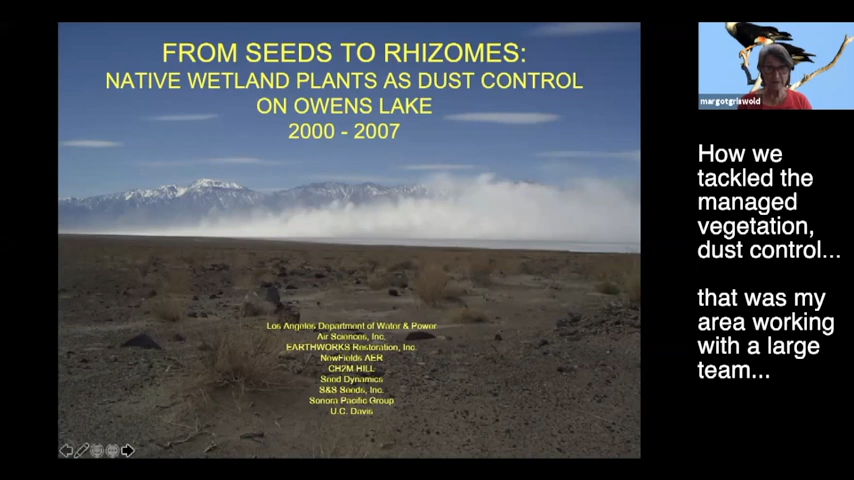 FROM SEEDS TO RHIZOMES:
NATIVE WETLAND PLANTS AS DUST CONTROL
ON OWENS LAKE
2000 - 2007
Los Angeles Department of Water & Power
Air Sciences, Inc.
EARTHWORKS Restoration, Inc.
NewFields AER
CH2M HILL
Seed Dynamics
S&S Seeds, Inc.
Sonora Pacific Group
U.C. Davis
margotgriswold
How we
tackled the
managed
vegetation,
dust control...
that was my
area working
with a large
team...